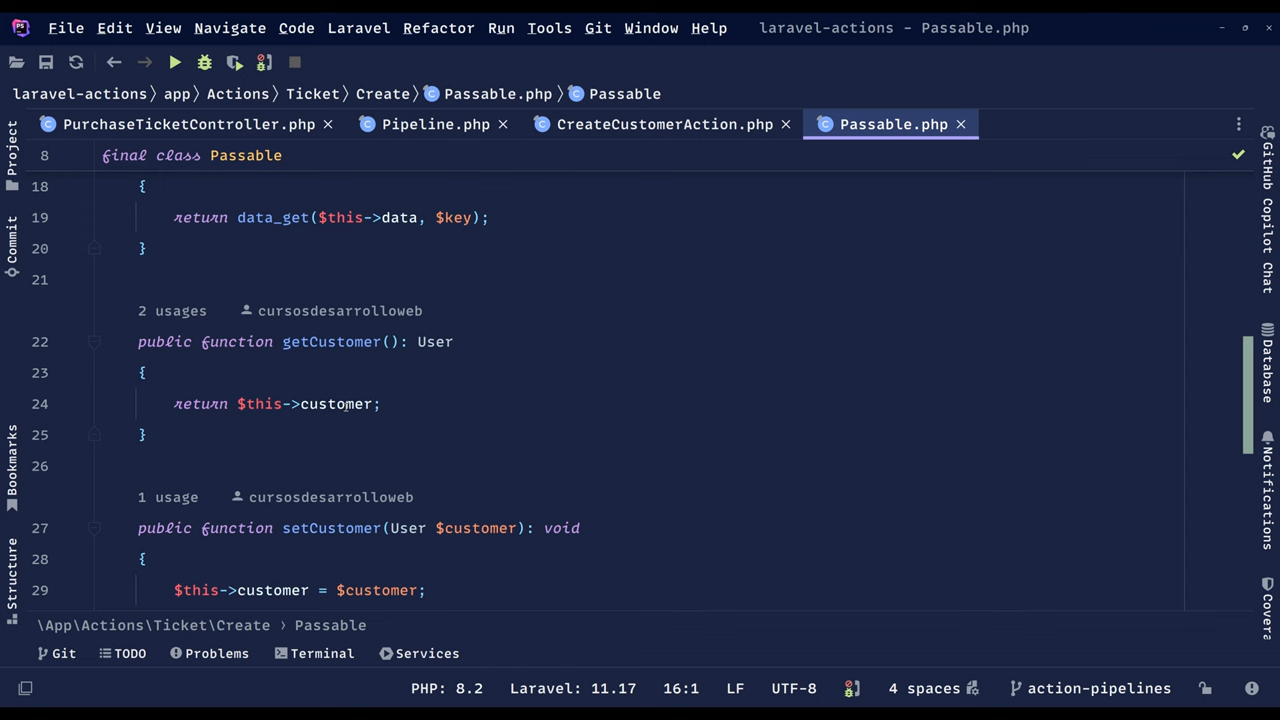 File Edit View Navigate Code Laravel Refactor Run Tools Git Window Help laravel-actions – Passable.php
laravel-actions app Actions Ticket Create Passable.php Passable
PurchaseTicketController.php Pipeline.php CreateCustomerAction.php Passable.php
8 final class Passable
18 {
19 return data_get($this->data, $key);
20 }
21
2 usages cursosdesarrolloweb
22 public function getCustomer(): User
23 {
24 return $this->customer;
25 }
26
1 usage cursosdesarrolloweb
27 public function setCustomer(User $customer): void
28 {
29 $this->customer = $customer;
\App\Actions\Ticket\Create › Passable
Git TODO Problems Terminal Services
PHP: 8.2 Laravel: 11.17 16:1 LF UTF-8 4 spaces action-pipelines
Project
Commit
Bookmarks
Structure
GitHub Copilot Chat
Database
Notifications
Covera